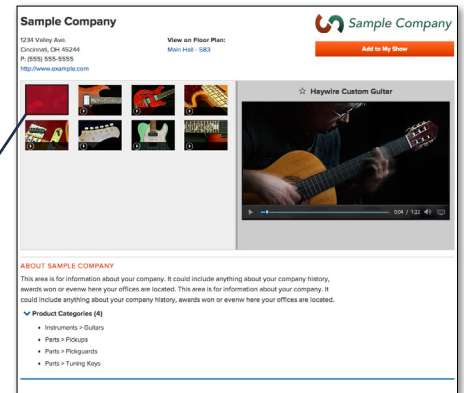 Sample Company
1234 Valley Ave.
Cincinnati, OH 45244
P: (555) 555-5555
http://www.example.com
View on Floor Plan:
Main Hall - 583
Sample Company
Add to My Show
☆ Haywire Custom Guitar
0:04 / 1:22
ABOUT SAMPLE COMPANY
This area is for information about your company. It could include anything about your company history,
awards won or evenw here your offices are located. This area is for information about your company. It
could include anything about your company history, awards won or evenw here your offices are located.
Product Categories (4)
• Instruments > Guitars
• Parts > Pickups
• Parts > Pickguards
• Parts > Tuning Keys